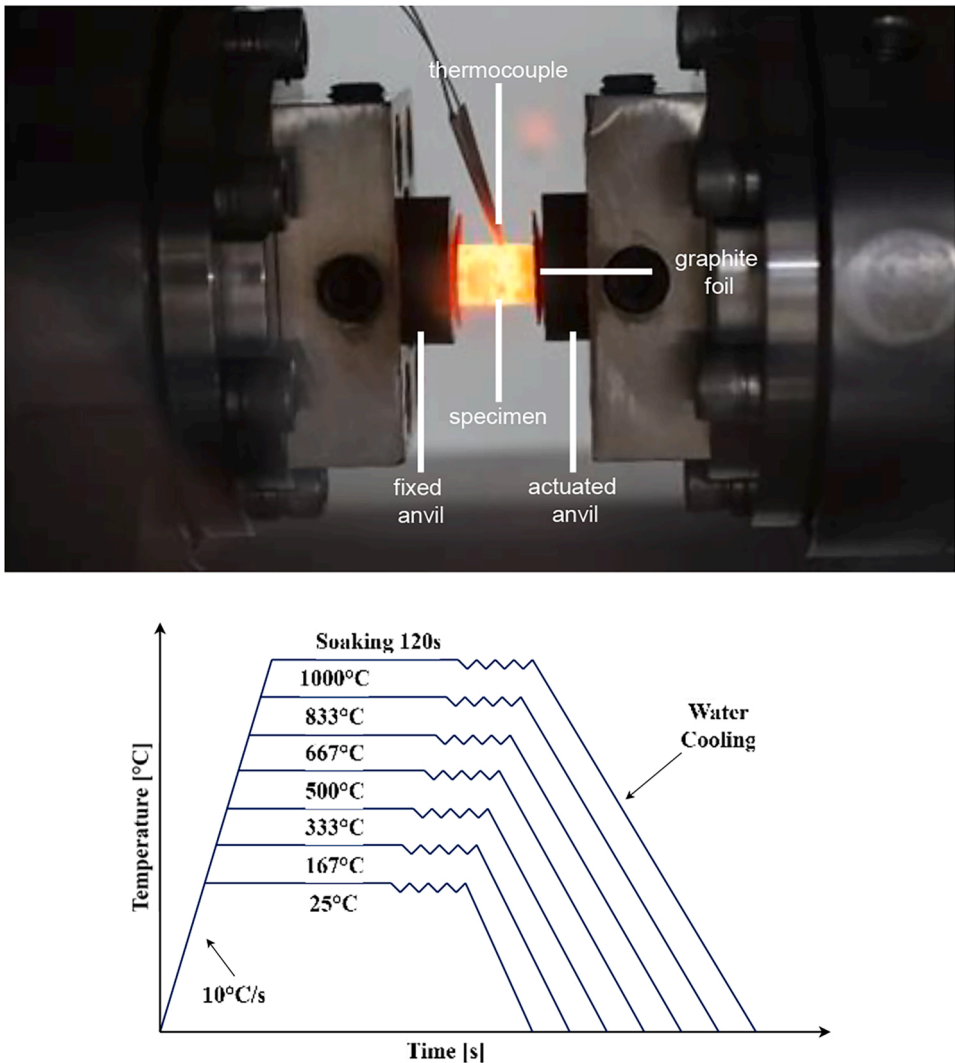 thermocouple
graphite
foil
specimen
fixed
anvil
actuated
anvil
Soaking 120s
1000°C
833°C
667°C
500°C
333°C
167°C
25°C
Water
Cooling
10°C/s
Temperature [°C]
Time [s]